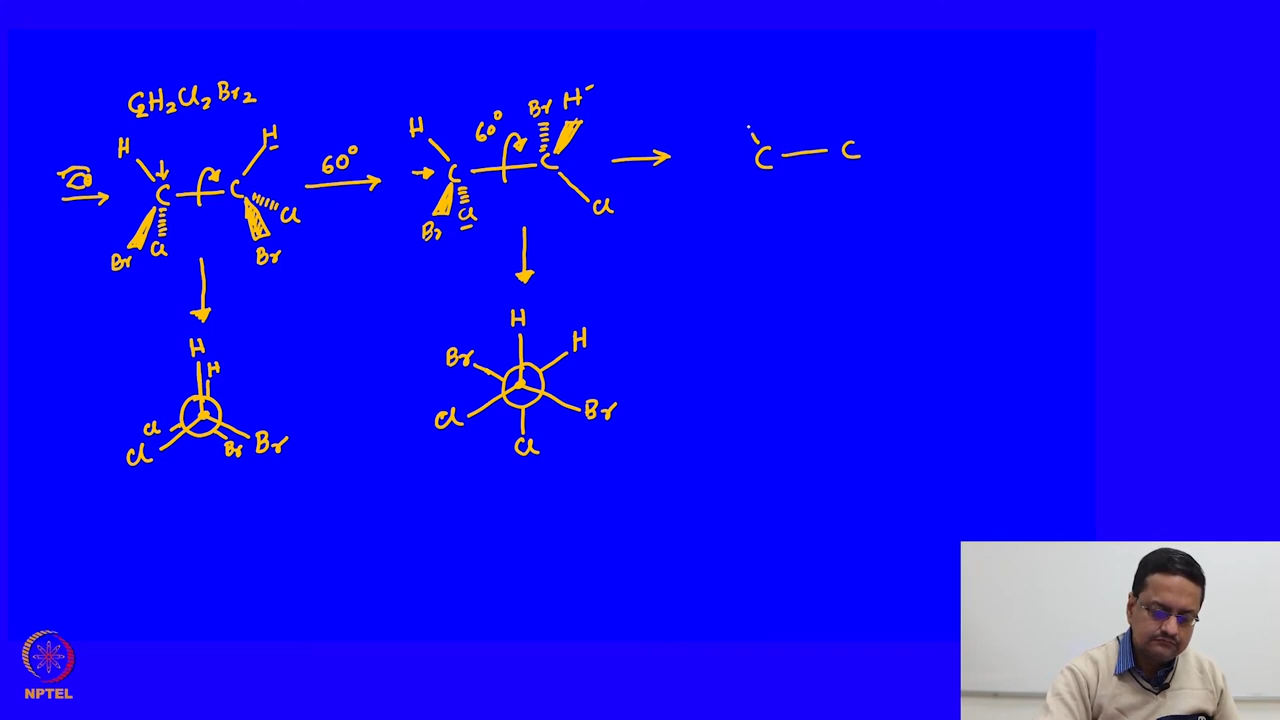 C2H2Cl2Br2
H H
C C
Br Cl Br Cl
60°
H 60° Br H
C C
Br Cl Cl
C — C
H
H
Cl
Cl Br Br
H
Br H
Cl Br
Cl
NPTEL